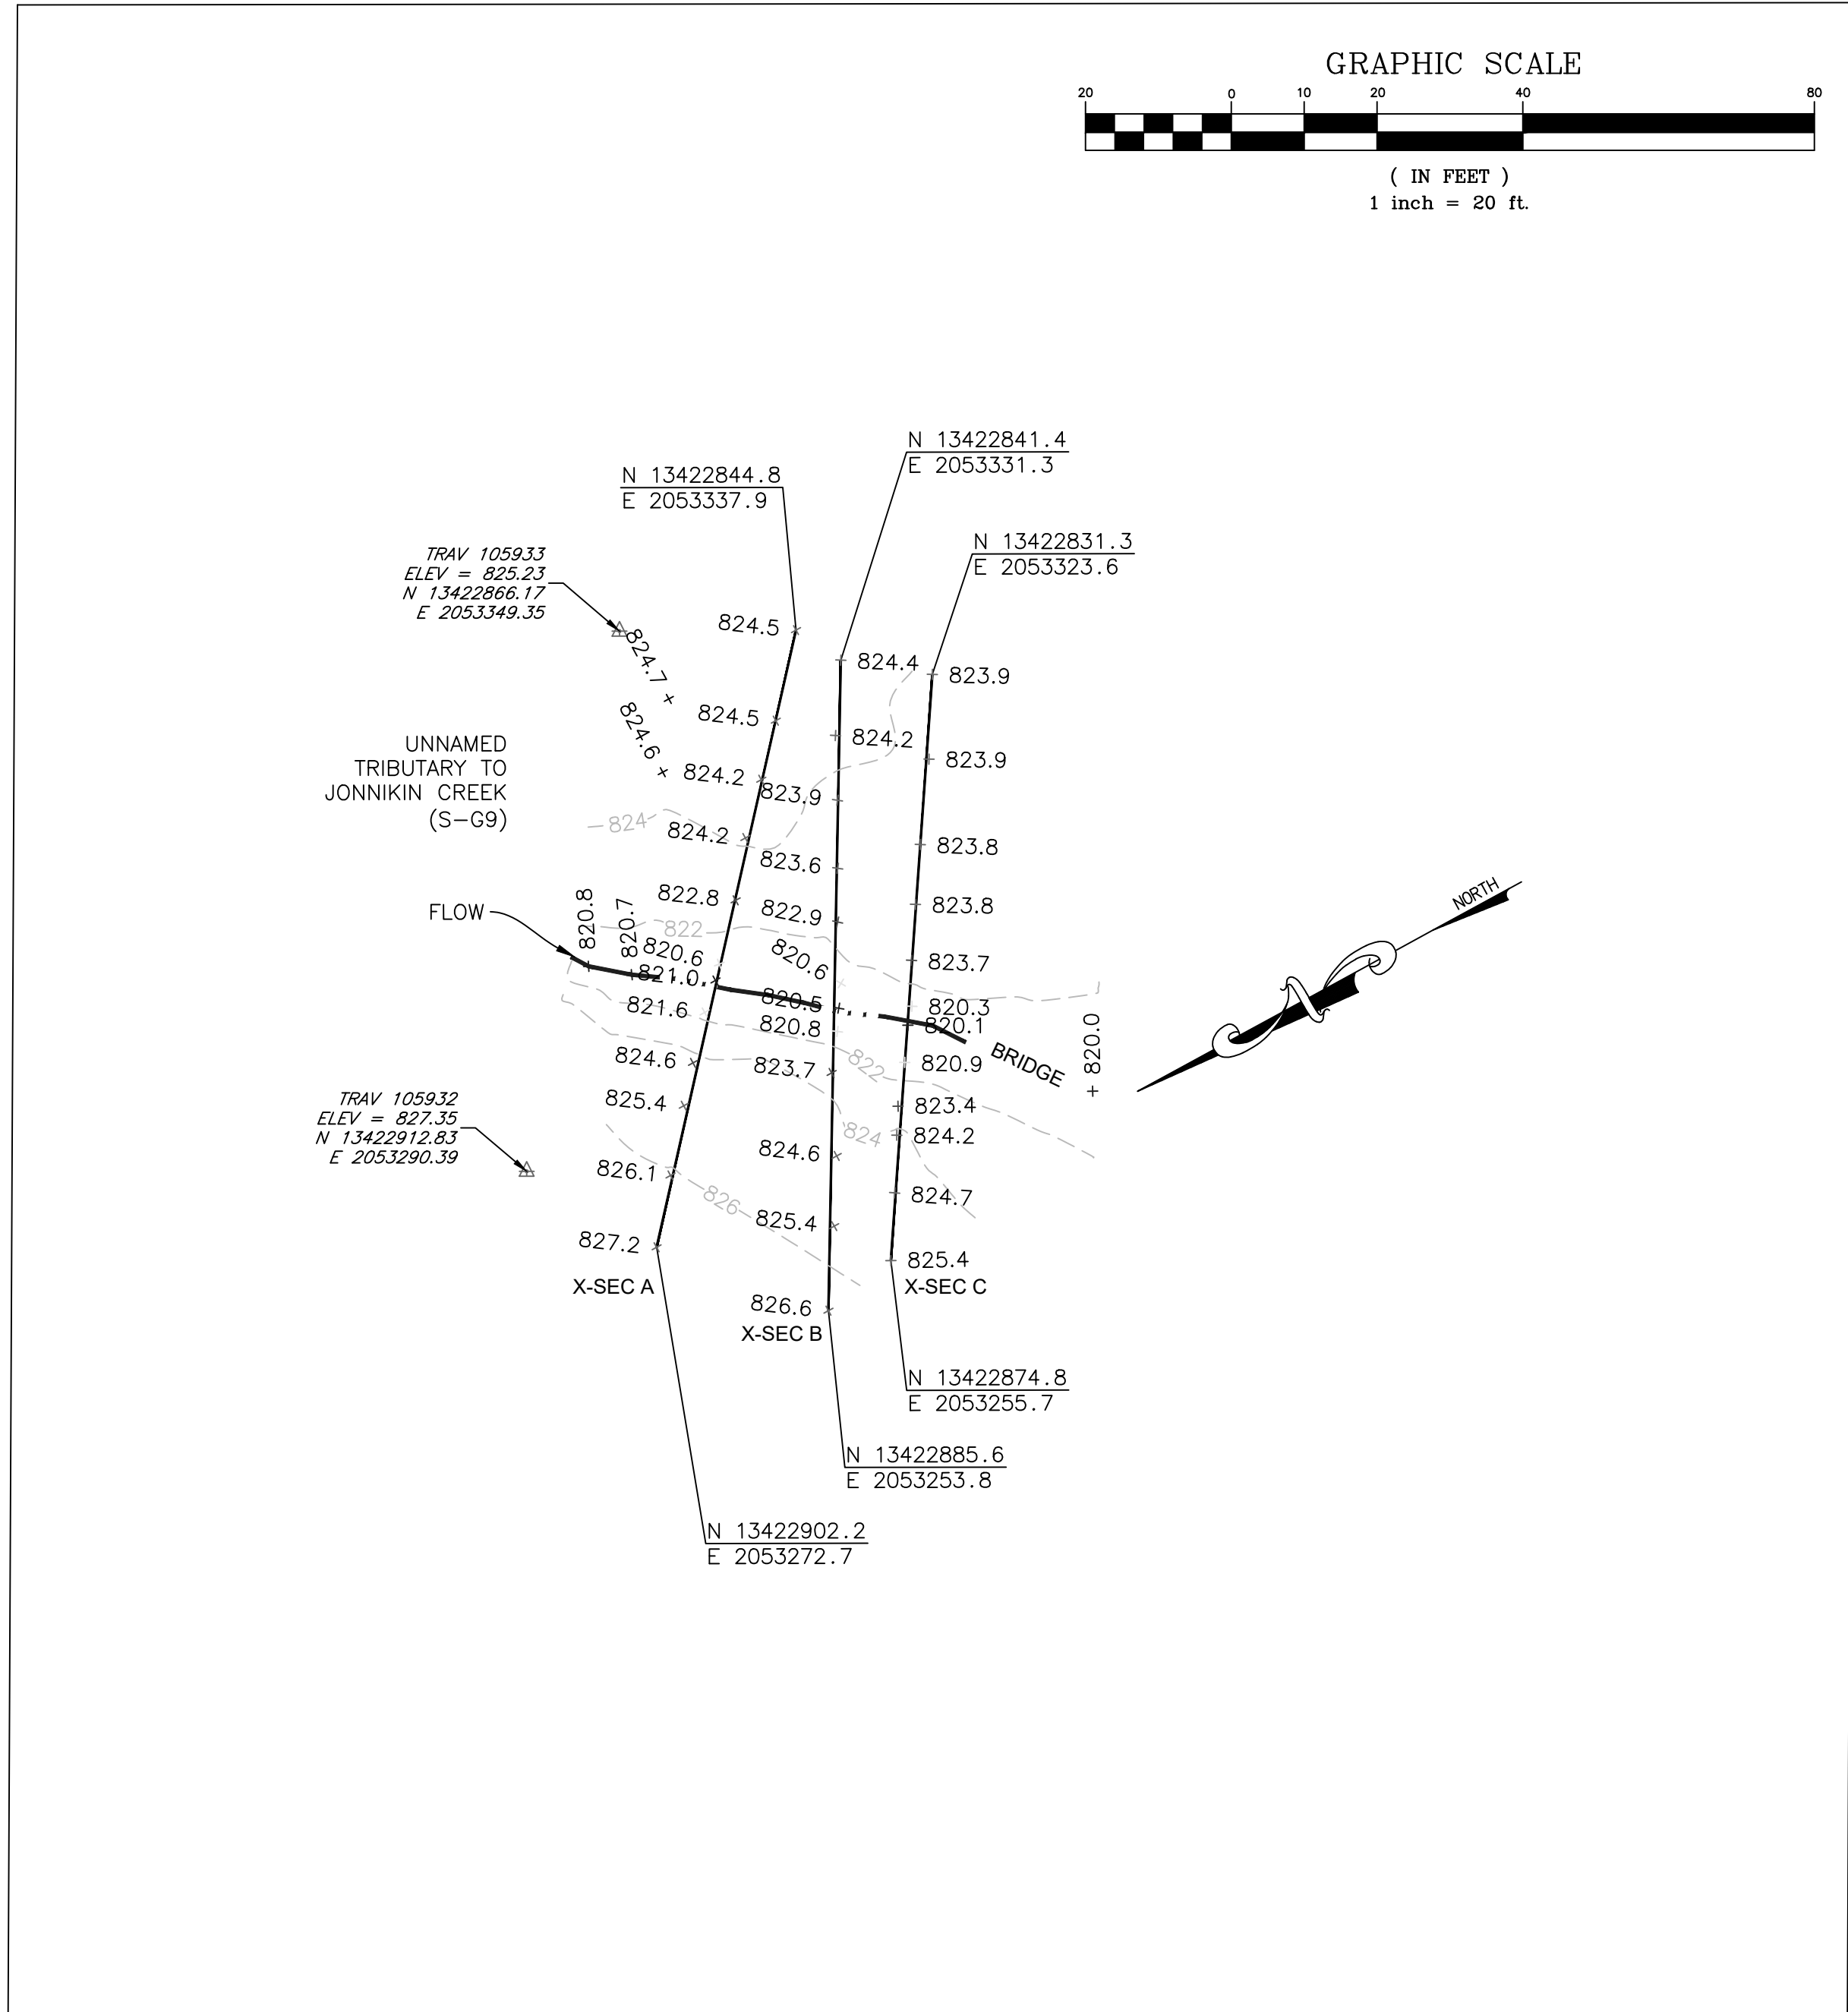 GRAPHIC SCALE
20 0 10 20 40 80
( IN FEET )
1 inch = 20 ft.
N 13422841.4
E 2053331.3
N 13422844.8
E 2053337.9
N 13422831.3
E 2053323.6
TRAV 105933
ELEV = 825.23
N 13422866.17
E 2053349.35
824.5
824.7
824.4
823.9
824.5
824.6
824.2
823.9
824.2
823.9
UNNAMED
TRIBUTARY TO
JONNIKIN CREEK
(S-G9)
824
824.2
823.8
823.6
822.8
823.8
822.9
FLOW
820.8
820.7
822
820.6
820.6
823.7
821.0
820.5
820.3
821.6
820.8
820.1
NORTH
N
BRIDGE
820.0
824.6
823.7
822
820.9
825.4
823.4
824
824.2
TRAV 105932
ELEV = 827.35
N 13422912.83
E 2053290.39
824.6
826.1
826
824.7
825.4
827.2
825.4
X-SEC A
X-SEC C
826.6
X-SEC B
N 13422874.8
E 2053255.7
N 13422885.6
E 2053253.8
N 13422902.2
E 2053272.7